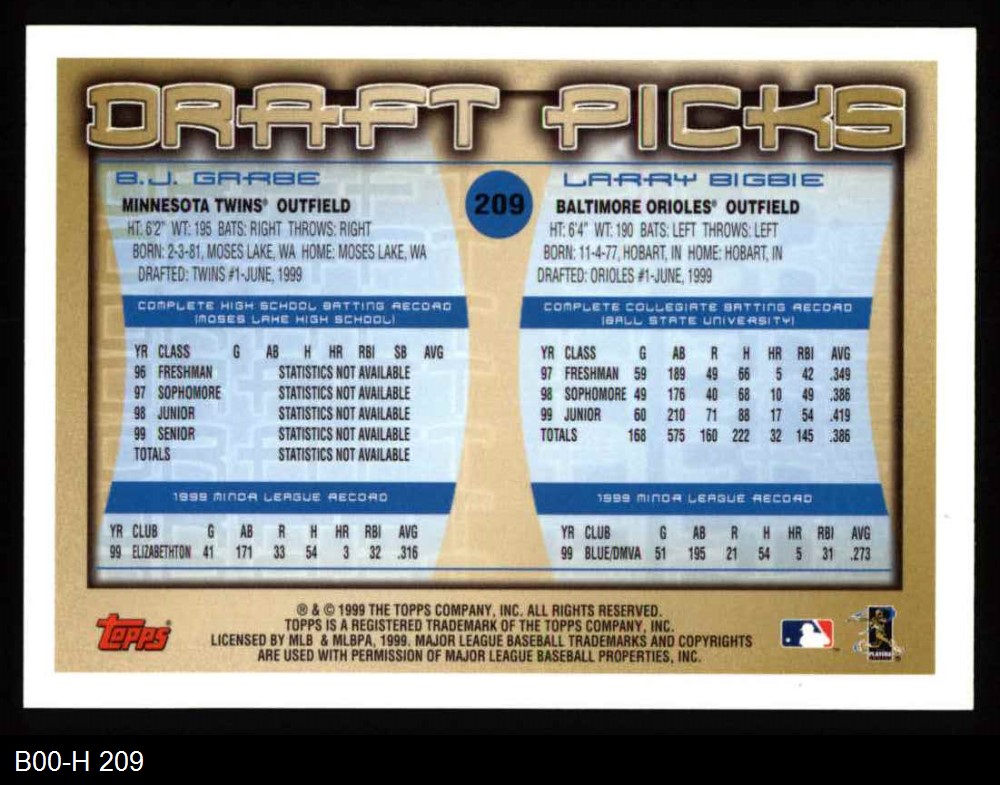 DRAFT PICKS
B.J. GARBE
MINNESOTA TWINS® OUTFIELD
HT: 6'2" WT: 195 BATS: RIGHT THROWS: RIGHT
BORN: 2-3-81, MOSES LAKE, WA HOME: MOSES LAKE, WA
DRAFTED: TWINS #1-JUNE, 1999
COMPLETE HIGH SCHOOL BATTING RECORD
(MOSES LAKE HIGH SCHOOL)
YR CLASS G AB H HR RBI SB AVG
96 FRESHMAN STATISTICS NOT AVAILABLE
97 SOPHOMORE STATISTICS NOT AVAILABLE
98 JUNIOR STATISTICS NOT AVAILABLE
99 SENIOR STATISTICS NOT AVAILABLE
TOTALS STATISTICS NOT AVAILABLE
1999 MINOR LEAGUE RECORD
YR CLUB G AB R H HR RBI AVG
99 ELIZABETHTON 41 171 33 54 3 32 .316
209
LARRY BIGBIE
BALTIMORE ORIOLES® OUTFIELD
HT: 6'4" WT: 190 BATS: LEFT THROWS: LEFT
BORN: 11-4-77, HOBART, IN HOME: HOBART, IN
DRAFTED: ORIOLES #1-JUNE, 1999
COMPLETE COLLEGIATE BATTING RECORD
(BALL STATE UNIVERSITY)
YR CLASS G AB R H HR RBI AVG
97 FRESHMAN 59 189 49 66 5 42 .349
98 SOPHOMORE 49 176 40 68 10 49 .386
99 JUNIOR 60 210 71 88 17 54 .419
TOTALS 168 575 160 222 32 145 .386
1999 MINOR LEAGUE RECORD
YR CLUB G AB R H HR RBI AVG
99 BLUE/DMVA 51 195 21 54 5 31 .273
Topps
® & © 1999 THE TOPPS COMPANY, INC. ALL RIGHTS RESERVED.
TOPPS IS A REGISTERED TRADEMARK OF THE TOPPS COMPANY, INC.
LICENSED BY MLB & MLBPA, 1999. MAJOR LEAGUE BASEBALL TRADEMARKS AND COPYRIGHTS
ARE USED WITH PERMISSION OF MAJOR LEAGUE BASEBALL PROPERTIES, INC.
B00-H 209